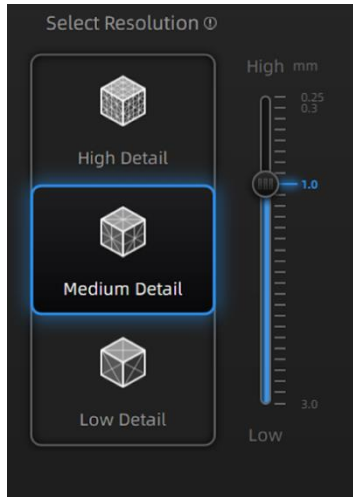 Select Resolution
High mm
0.25
0.3
High Detail
1.0
Medium Detail
3.0
Low Detail
Low